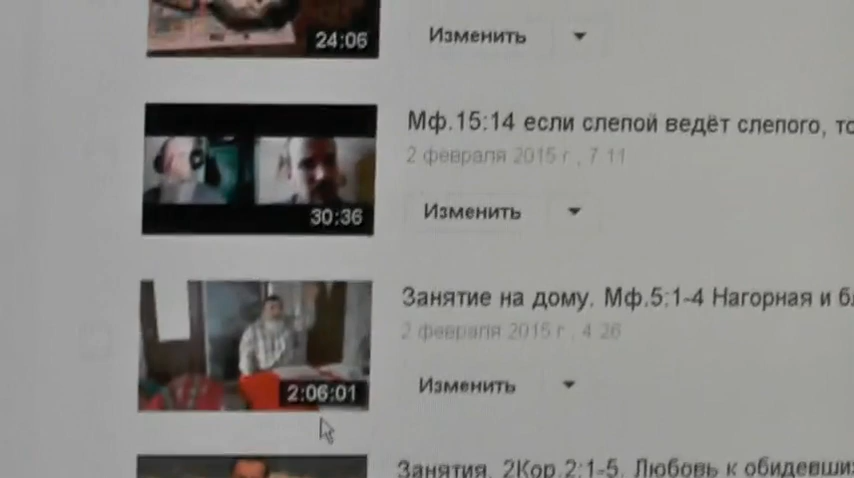 24:06
Изменить
Мф.15:14 если слепой ведёт слепого, то
2 февраля 2015 г., 7:11
30:36
Изменить
Занятие на дому. Мф.5:1-4 Нагорная и бл
2 февраля 2015 г., 4:26
2:06:01
Изменить
Занятия. 2Кор.2:1-5. Любовь к обидевши